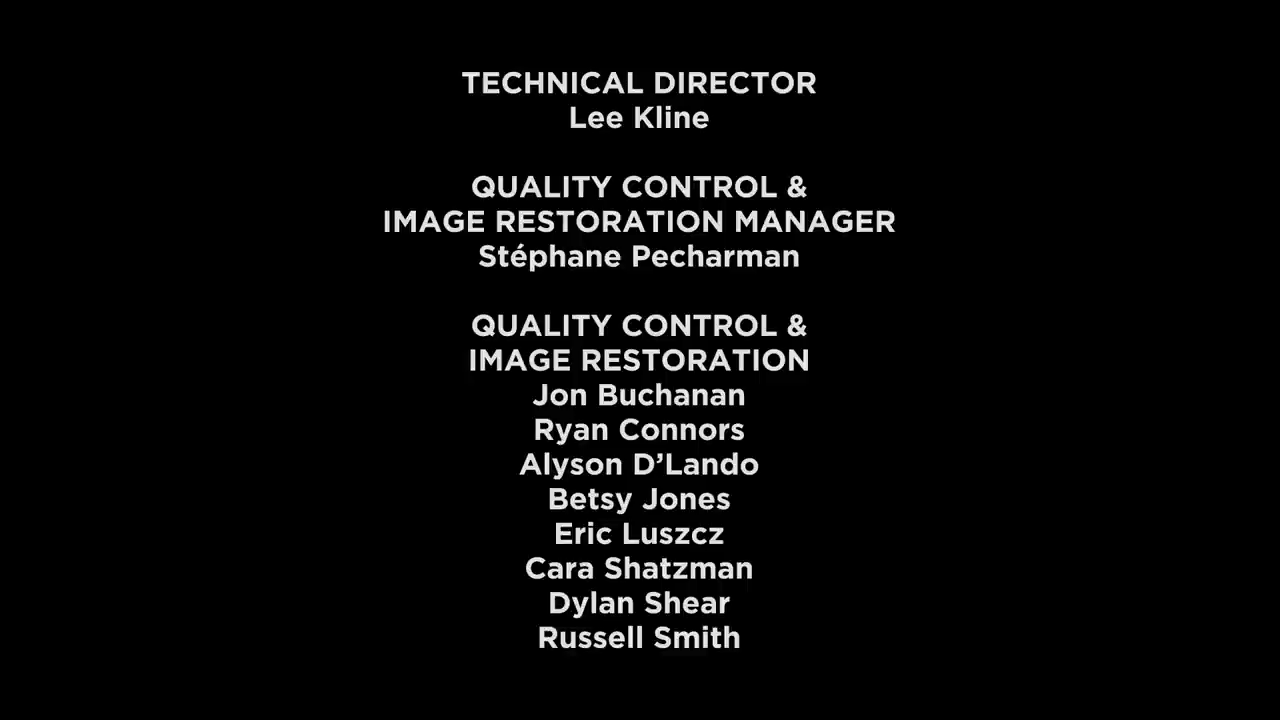 TECHNICAL DIRECTOR
Lee Kline
QUALITY CONTROL &
IMAGE RESTORATION MANAGER
Stéphane Pecharman
QUALITY CONTROL &
IMAGE RESTORATION
Jon Buchanan
Ryan Connors
Alyson D’Lando
Betsy Jones
Eric Luszcz
Cara Shatzman
Dylan Shear
Russell Smith